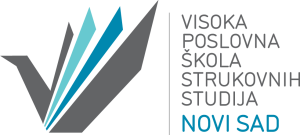 VISOKA
POSLOVNA
ŠKOLA
STRUKOVNIH
STUDIJA
NOVI SAD